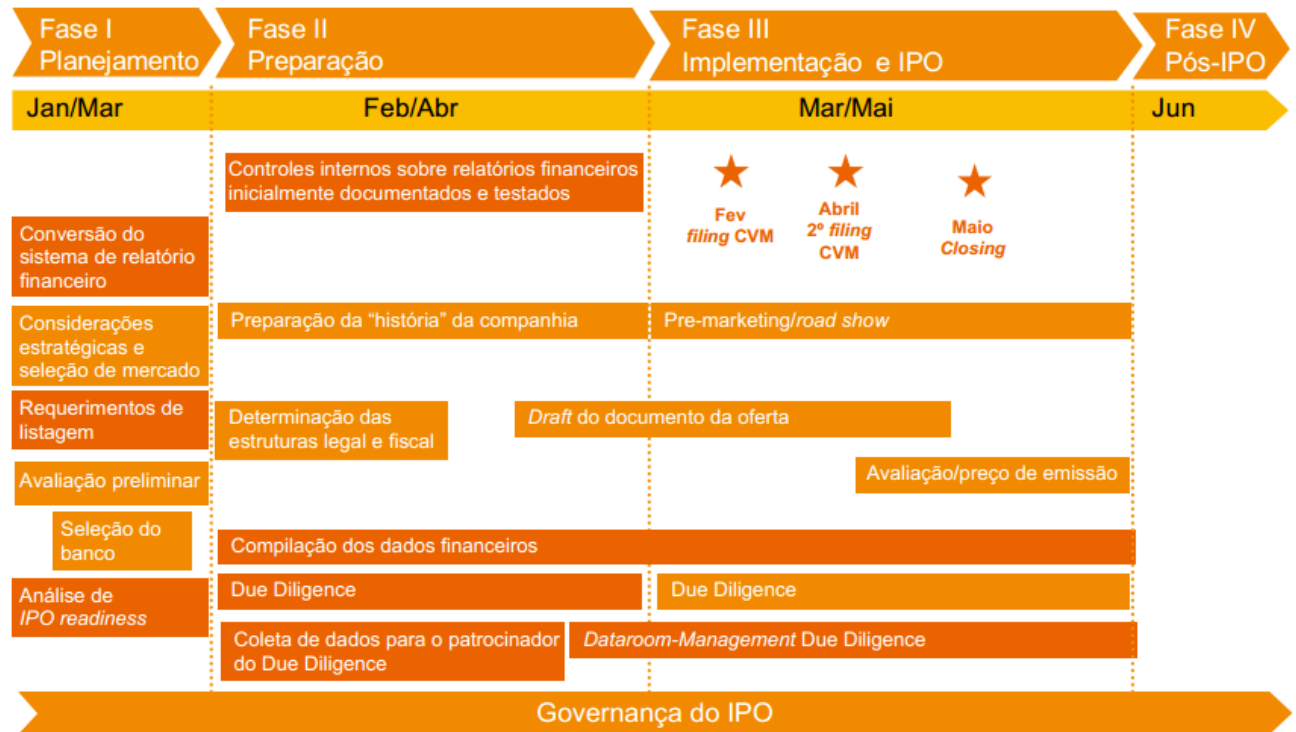 Fase I
Planejamento
Fase II
Preparação
Fase III
Implementação e IPO
Fase IV
Pós-IPO
Jan/Mar
Feb/Abr
Mar/Mai
Jun
Controles internos sobre relatórios financeiros
inicialmente documentados e testados
Fev
filing CVM
Abril
2º filing
CVM
Maio
Closing
Conversão do
sistema de relatório
financeiro
Considerações
estratégicas e
seleção de mercado
Preparação da “história” da companhia
Pre-marketing/road show
Requerimentos de
listagem
Determinação das
estruturas legal e fiscal
Draft do documento da oferta
Avaliação preliminar
Avaliação/preço de emissão
Seleção do
banco
Compilação dos dados financeiros
Análise de
IPO readiness
Due Diligence
Due Diligence
Coleta de dados para o patrocinador
do Due Diligence
Dataroom-Management Due Diligence
Governança do IPO